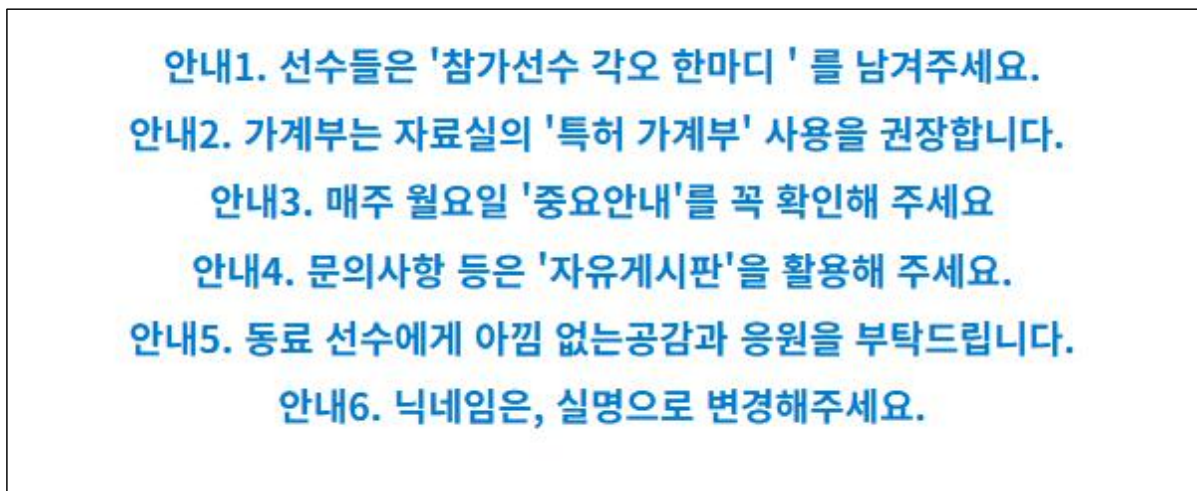 안내1. 선수들은 '참가선수 각오 한마디 ' 를 남겨주세요.
안내2. 가계부는 자료실의 '특허 가계부' 사용을 권장합니다.
안내3. 매주 월요일 '중요안내'를 꼭 확인해 주세요
안내4. 문의사항 등은 '자유게시판'을 활용해 주세요.
안내5. 동료 선수에게 아낌 없는공감과 응원을 부탁드립니다.
안내6. 닉네임은, 실명으로 변경해주세요.